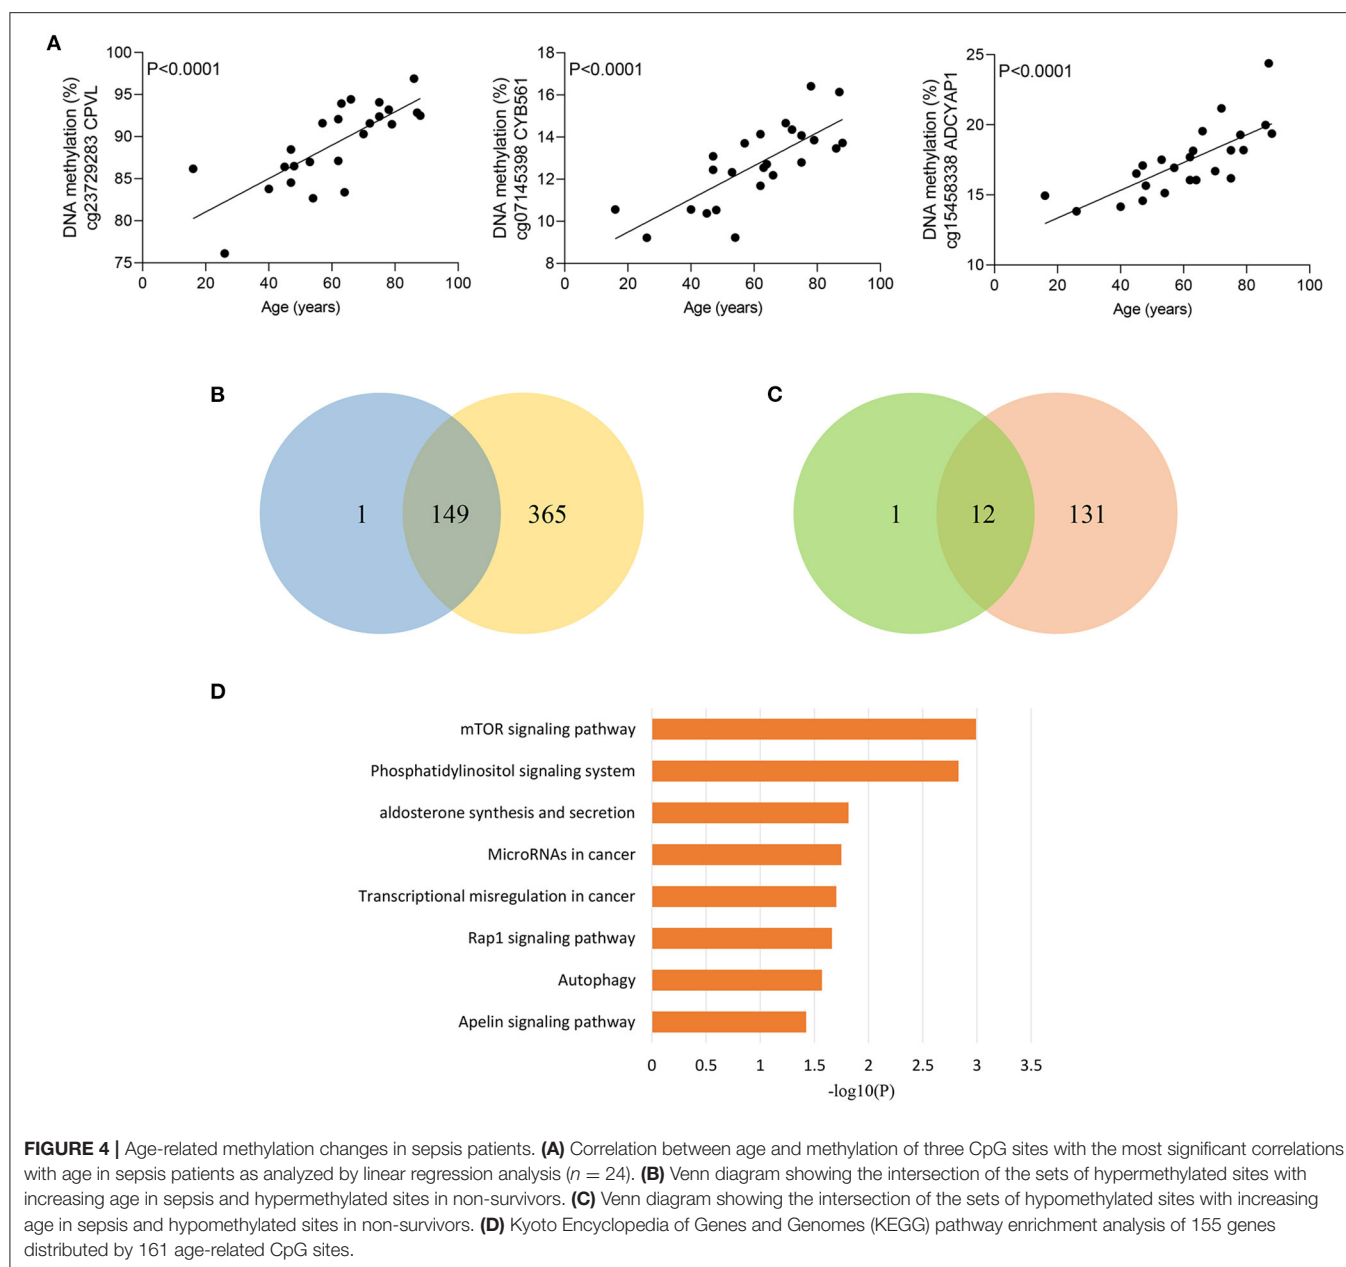 A
P<0.0001
DNA methylation (%)
cg23729283 CPVL
100
95
90
85
80
75
0 20 40 60 80 100
Age (years)
P<0.0001
DNA methylation (%)
cg07145398 CYB561
18
16
14
12
10
8
0 20 40 60 80 100
Age (years)
P<0.0001
DNA methylation (%)
cg15458338 ADCYAP1
25
20
15
10
0 20 40 60 80 100
Age (years)
B
1 149 365
C
1 12 131
D
mTOR signaling pathway
Phosphatidylinositol signaling system
aldosterone synthesis and secretion
MicroRNAs in cancer
Transcriptional misregulation in cancer
Rap1 signaling pathway
Autophagy
Apelin signaling pathway
0 0.5 1 1.5 2 2.5 3 3.5
-log10(P)
FIGURE 4 | Age-related methylation changes in sepsis patients. (A) Correlation between age and methylation of three CpG sites with the most significant correlations
with age in sepsis patients as analyzed by linear regression analysis (n = 24). (B) Venn diagram showing the intersection of the sets of hypermethylated sites with
increasing age in sepsis and hypermethylated sites in non-survivors. (C) Venn diagram showing the intersection of the sets of hypomethylated sites with increasing
age in sepsis and hypomethylated sites in non-survivors. (D) Kyoto Encyclopedia of Genes and Genomes (KEGG) pathway enrichment analysis of 155 genes
distributed by 161 age-related CpG sites.